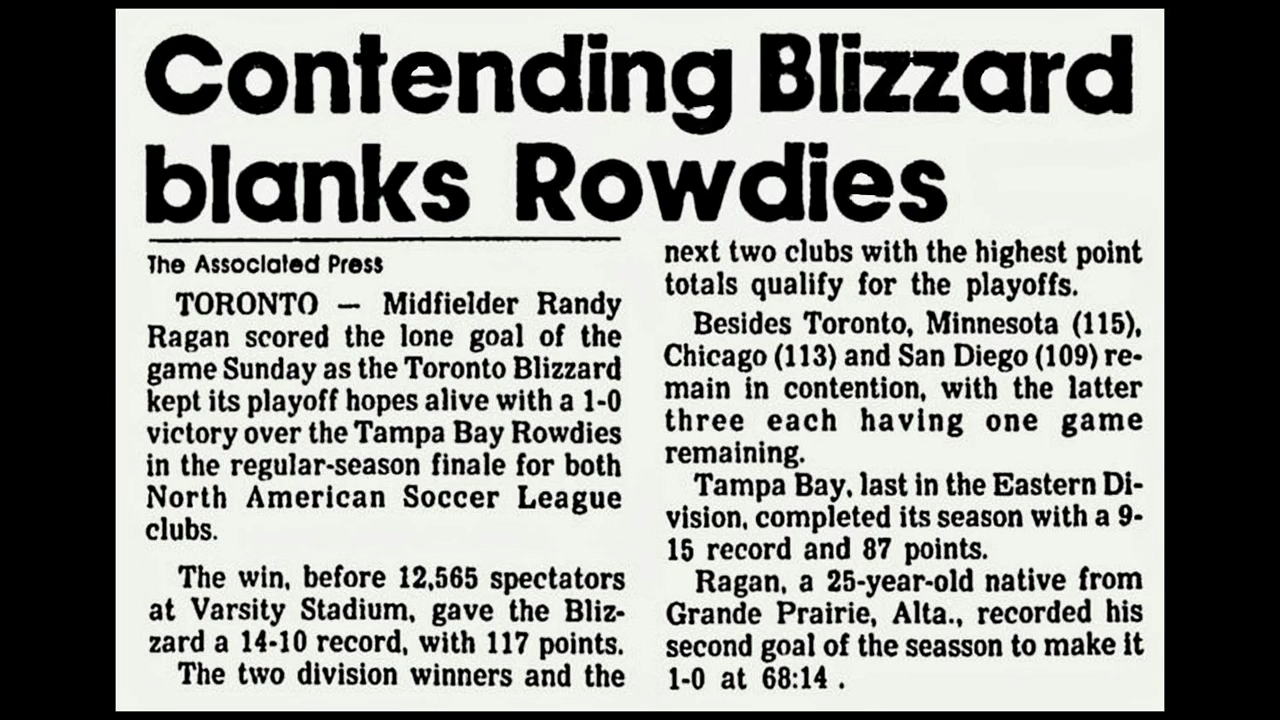 Contending Blizzard
blanks Rowdies
The Associated Press
TORONTO — Midfielder Randy
Ragan scored the lone goal of the
game Sunday as the Toronto Blizzard
kept its playoff hopes alive with a 1-0
victory over the Tampa Bay Rowdies
in the regular-season finale for both
North American Soccer League
clubs.
The win, before 12,565 spectators
at Varsity Stadium, gave the Bliz-
zard a 14-10 record, with 117 points.
The two division winners and the
next two clubs with the highest point
totals qualify for the playoffs.
Besides Toronto, Minnesota (115),
Chicago (113) and San Diego (109) re-
main in contention, with the latter
three each having one game
remaining.
Tampa Bay, last in the Eastern Di-
vision, completed its season with a 9-
15 record and 87 points.
Ragan, a 25-year-old native from
Grande Prairie, Alta., recorded his
second goal of the seasson to make it
1-0 at 68:14 .